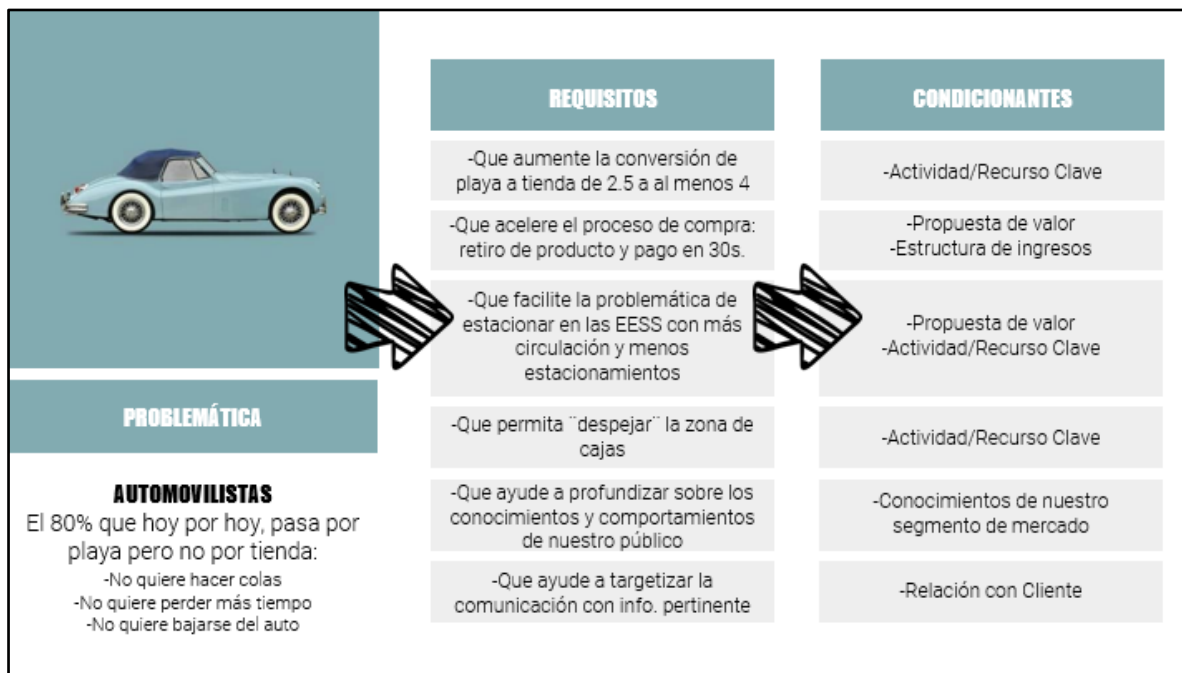 PROBLEMÁTICA
AUTOMOVILISTAS
El 80% que hoy por hoy, pasa por
playa pero no por tienda:
-No quiere hacer colas
-No quiere perder más tiempo
-No quiere bajarse del auto
REQUISITOS
-Que aumente la conversión de
playa a tienda de 2.5 a al menos 4
-Que acelere el proceso de compra:
retiro de producto y pago en 30s.
-Que facilite la problemática de
estacionar en las EESS con más
circulación y menos
estacionamientos
-Que permita ¨despejar¨ la zona de
cajas
-Que ayude a profundizar sobre los
conocimientos y comportamientos
de nuestro público
-Que ayude a targetizar la
comunicación con info. pertinente
CONDICIONANTES
-Actividad/Recurso Clave
-Propuesta de valor
-Estructura de ingresos
-Propuesta de valor
-Actividad/Recurso Clave
-Actividad/Recurso Clave
-Conocimientos de nuestro
segmento de mercado
-Relación con Cliente